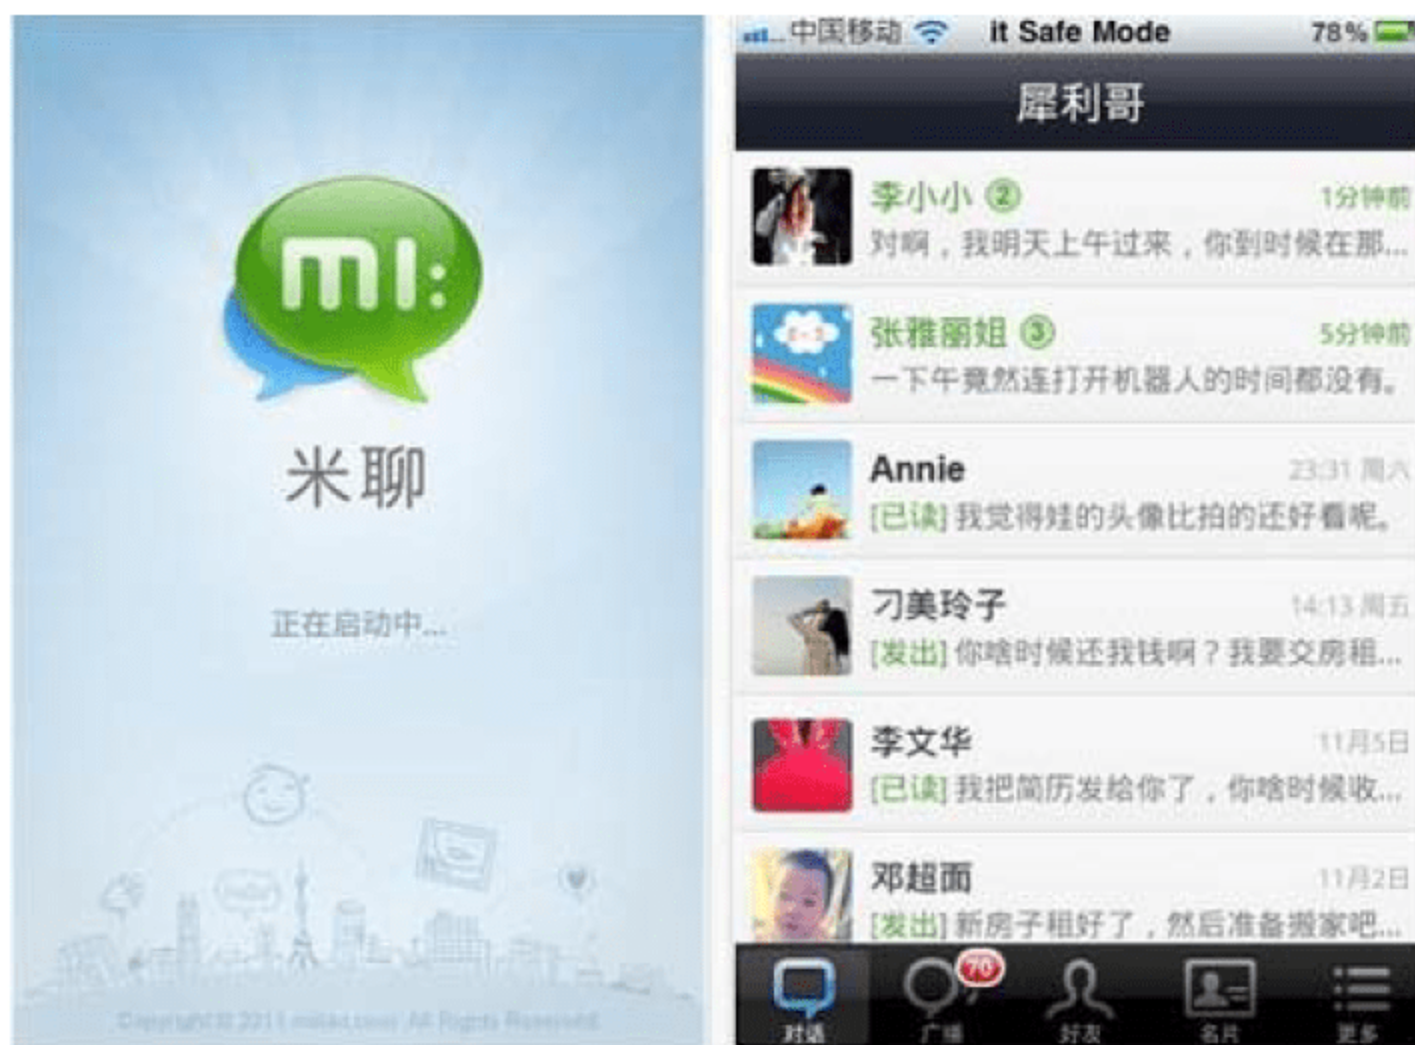 mi:
米聊
正在启动中...
Copyright © 2011 miliao.com All Rights Reserved.
中国移动 it Safe Mode 78%
犀利哥
李小小 ② 1分钟前
对啊，我明天上午过来，你到时候在那...
张雅丽姐 ③ 5分钟前
一下午竟然连打开机器人的时间都没有。
Annie 23:31 周六
[已读] 我觉得娃的头像比拍的还好看呢。
刁美玲子 14:13 周五
[发出] 你啥时候还我钱啊？我要交房租...
李文华 11月5日
[已读] 我把简历发给你了，你啥时候收...
邓超面 11月2日
[发出] 新房子租好了，然后准备搬家吧...
70
对话 广播 好友 名片 更多